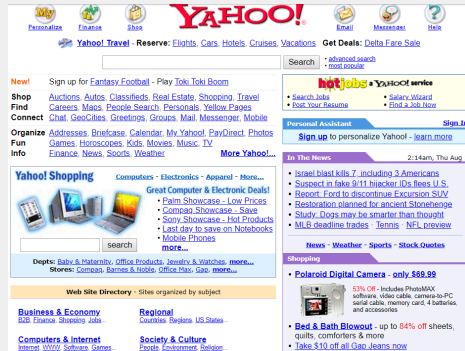 My
Personalize
Finance
Shop
YAHOO!
Email
Messenger
Help
Yahoo! Travel - Reserve: Flights, Cars, Hotels, Cruises, Vacations Get Deals: Delta Fare Sale
Search
• advanced search
• most popular
New! Sign up for Fantasy Football - Play Toki Toki Boom
Shop Auctions, Autos, Classifieds, Real Estate, Shopping, Travel
Find Careers, Maps, People Search, Personals, Yellow Pages
Connect Chat, GeoCities, Greetings, Groups, Mail, Messenger, Mobile
Organize Addresses, Briefcase, Calendar, My Yahoo!, PayDirect, Photos
Fun Games, Horoscopes, Kids, Movies, Music, TV
Info Finance, News, Sports, Weather More Yahoo!...
Yahoo! Shopping
Computers - Electronics - Apparel - More...
Great Computer & Electronic Deals!
• Palm Showcase - Low Prices
• Compaq Showcase - Save
• Sony Showcase - Hot Products
• Last day to save on Notebooks
• Mobile Phones
more...
search
Depts: Baby & Maternity, Office Products, Jewelry & Watches, more...
Stores: Compaq, Barnes & Noble, Office Max, Gap, more...
Web Site Directory - Sites organized by subject
Business & Economy
B2B, Finance, Shopping, Jobs...
Regional
Countries, Regions, US States...
Computers & Internet
Internet, WWW, Software, Games...
Society & Culture
People, Environment, Religion...
hotjobs a YAHOO! service
• Search Jobs
• Post Your Resume
• Salary Wizard
• Find a Job Now
Personal Assistant Sign In
Sign up to personalize Yahoo! - learn more
In The News 2:14am, Thu Aug
• Israel blast kills 7, including 3 Americans
• Suspect in fake 9/11 hijacker IDs flees U.S.
• Report: Ford to discontinue Excursion SUV
• Restoration planned for ancient Stonehenge
• Study: Dogs may be smarter than thought
• MLB deadline trades · Tennis · NFL preview
News - Weather - Sports - Stock Quotes
Shopping
• Polaroid Digital Camera - only $69.99
53% Off - Includes PhotoMAX
software, video cable, camera-to-PC
serial cable, memory card, 4 batteries,
and accessories
• Bed & Bath Blowout - up to 84% off sheets,
quilts, comforters & more
• Take $10 off all Gap Jeans now